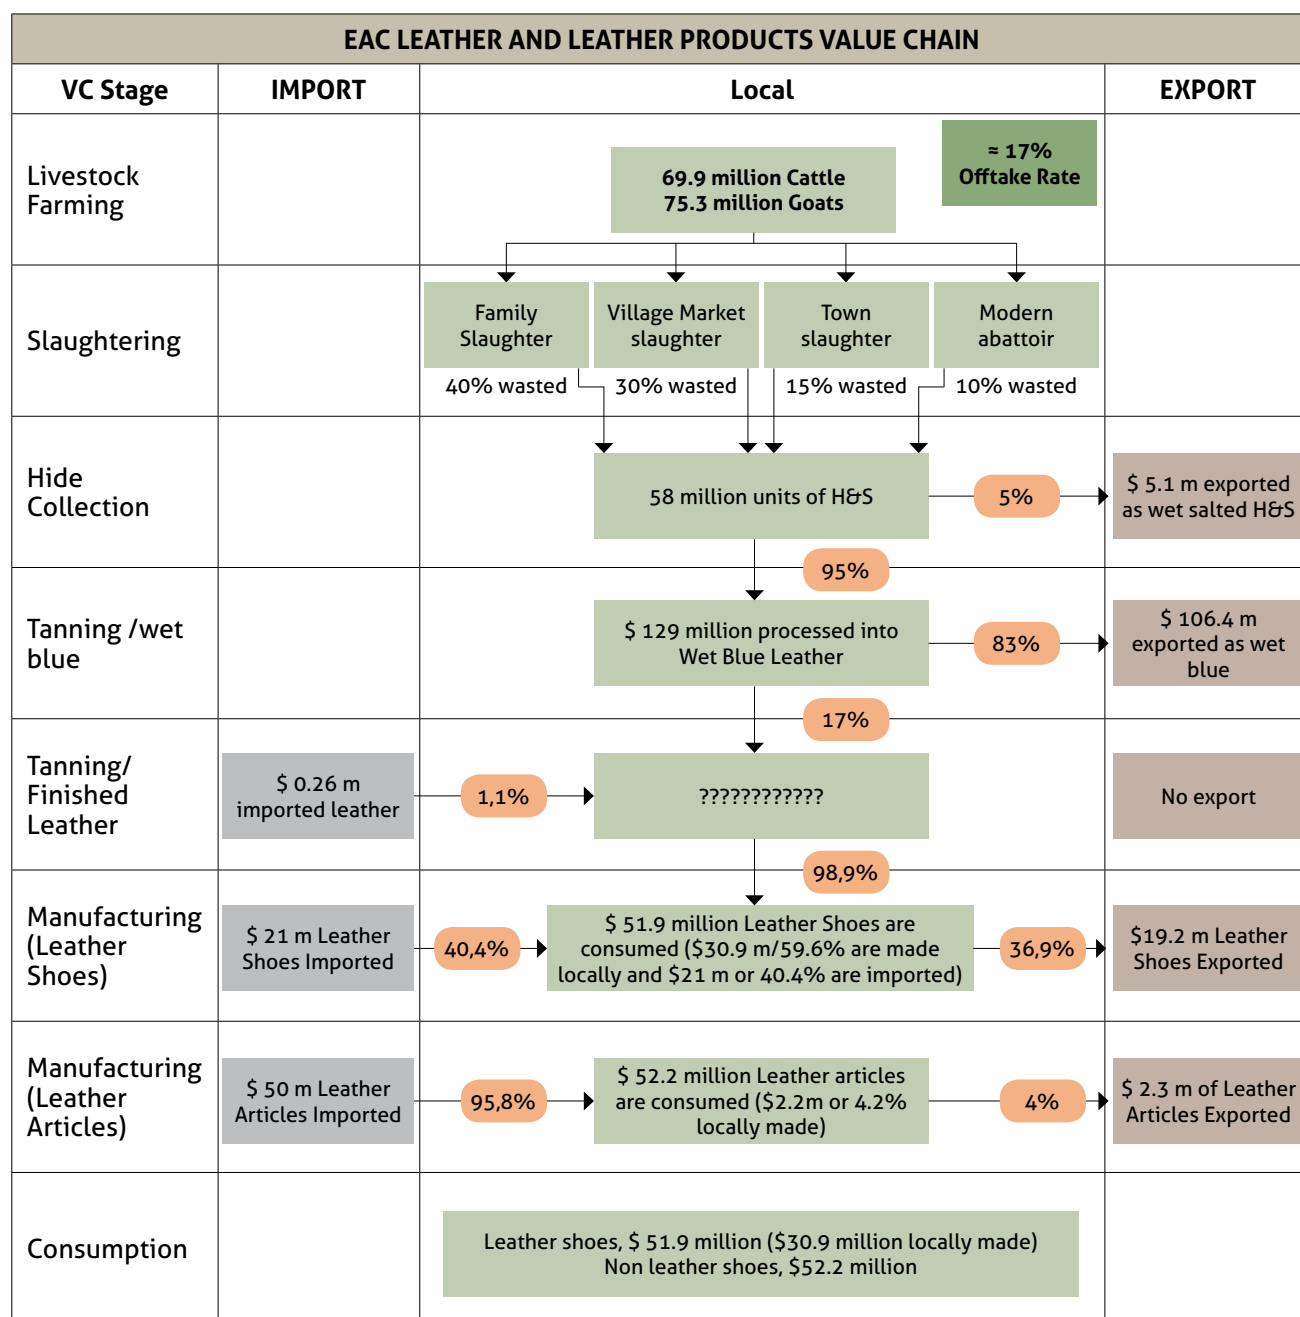 EAC LEATHER AND LEATHER PRODUCTS VALUE CHAIN
VC Stage
IMPORT
Local
EXPORT
Livestock
Farming
69.9 million Cattle
75.3 million Goats
≈ 17%
Offtake Rate
Slaughtering
Family
Slaughter
Village Market
slaughter
Town
slaughter
Modern
abattoir
40% wasted
30% wasted
15% wasted
10% wasted
Hide
Collection
58 million units of H&S
5%
$ 5.1 m exported
as wet salted H&S
95%
Tanning /wet
blue
$ 129 million processed into
Wet Blue Leather
83%
$ 106.4 m
exported as wet
blue
17%
Tanning/
Finished
Leather
$ 0.26 m
imported leather
1,1%
????????????
No export
98,9%
Manufacturing
(Leather
Shoes)
$ 21 m Leather
Shoes Imported
40,4%
$ 51.9 million Leather Shoes are
consumed ($30.9 m/59.6% are made
locally and $21 m or 40.4% are imported)
36,9%
$19.2 m Leather
Shoes Exported
Manufacturing
(Leather
Articles)
$ 50 m Leather
Articles Imported
95,8%
$ 52.2 million Leather articles
are consumed ($2.2m or 4.2%
locally made)
4%
$ 2.3 m of Leather
Articles Exported
Consumption
Leather shoes, $ 51.9 million ($30.9 million locally made)
Non leather shoes, $52.2 million